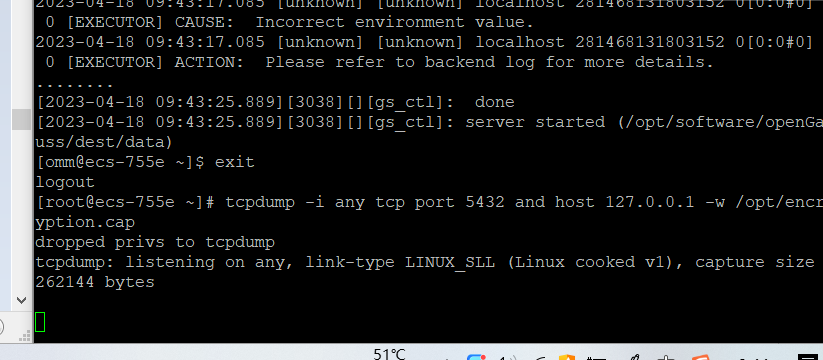 2023-04-18 09:43:17.085 [unknown] [unknown] localhost 281468131803152 0[0:0#0]
0 [EXECUTOR] CAUSE:  Incorrect environment value.
2023-04-18 09:43:17.085 [unknown] [unknown] localhost 281468131803152 0[0:0#0]
0 [EXECUTOR] ACTION:  Please refer to backend log for more details.
........
[2023-04-18 09:43:25.889][3038][][gs_ctl]:  done
[2023-04-18 09:43:25.889][3038][][gs_ctl]: server started (/opt/software/openGa
uss/dest/data)
[omm@ecs-755e ~]$ exit
logout
[root@ecs-755e ~]# tcpdump -i any tcp port 5432 and host 127.0.0.1 -w /opt/encr
yption.cap
dropped privs to tcpdump
tcpdump: listening on any, link-type LINUX_SLL (Linux cooked v1), capture size
262144 bytes
51°C